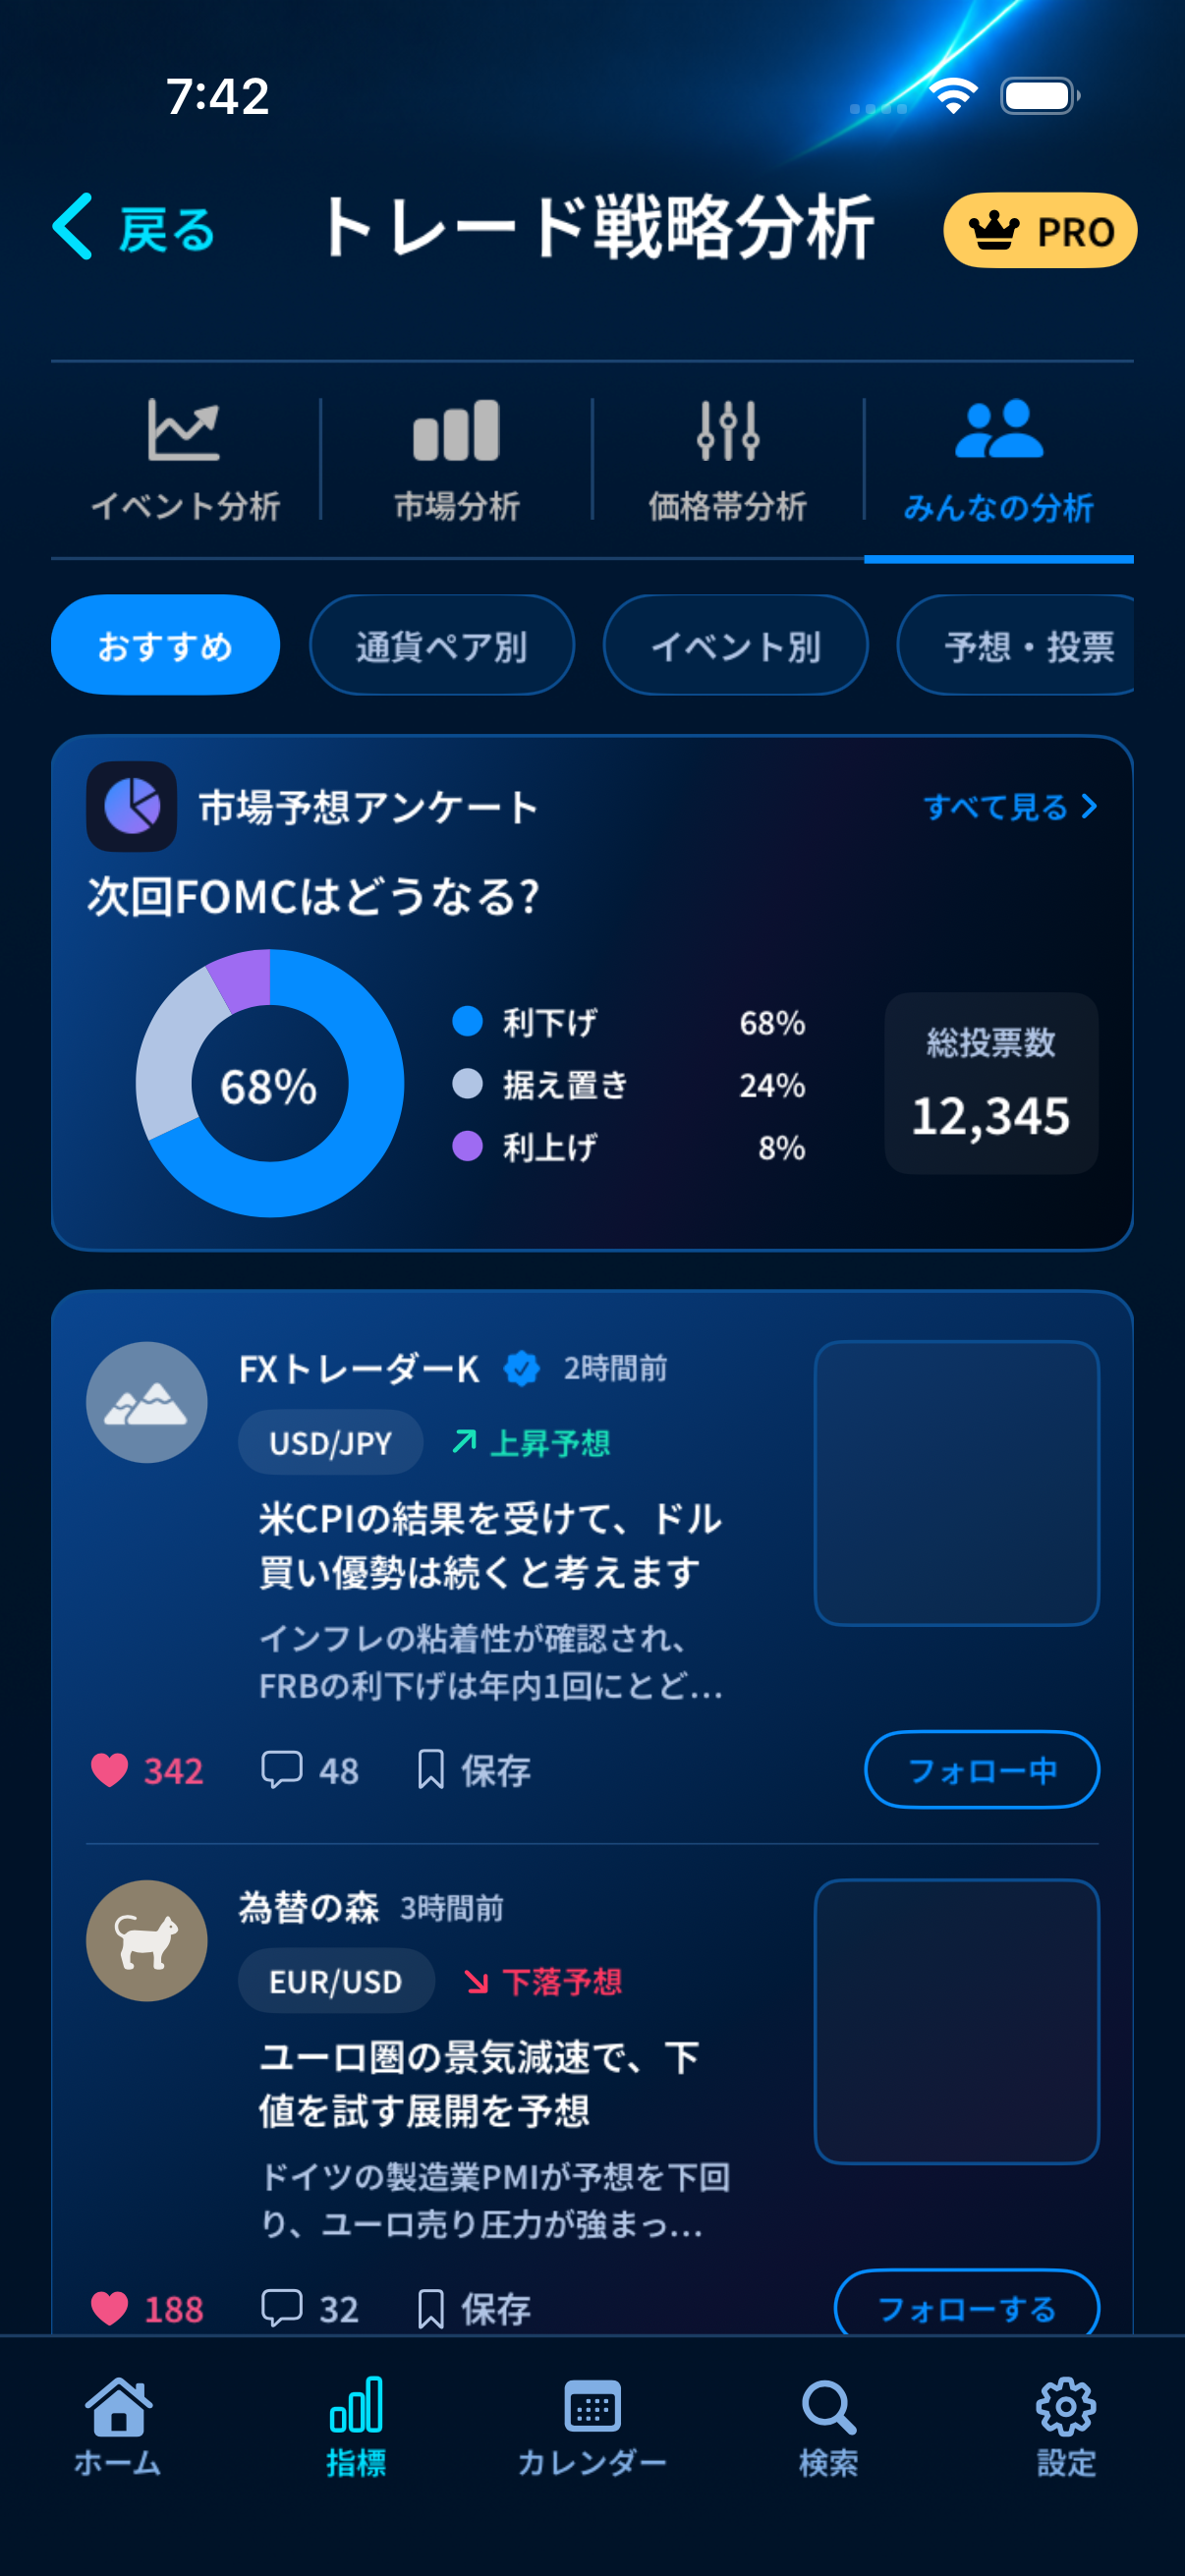 7:42
戻る
トレード戦略分析
PRO
イベント分析
市場分析
価格帯分析
みんなの分析
おすすめ
通貨ペア別
イベント別
予想・投票
市場予想アンケート
すべて見る
次回FOMCはどうなる?
68%
利下げ 68%
据え置き 24%
利上げ 8%
総投票数
12,345
FXトレーダーK 2時間前
USD/JPY 上昇予想
米CPIの結果を受けて、ドル
買い優勢は続くと考えます
インフレの粘着性が確認され、
FRBの利下げは年内1回にとど...
342 48 保存 フォロー中
為替の森 3時間前
EUR/USD 下落予想
ユーロ圏の景気減速で、下
値を試す展開を予想
ドイツの製造業PMIが予想を下回
り、ユーロ売り圧力が強まっ...
188 32 保存 フォローする
ホーム
指標
カレンダー
検索
設定